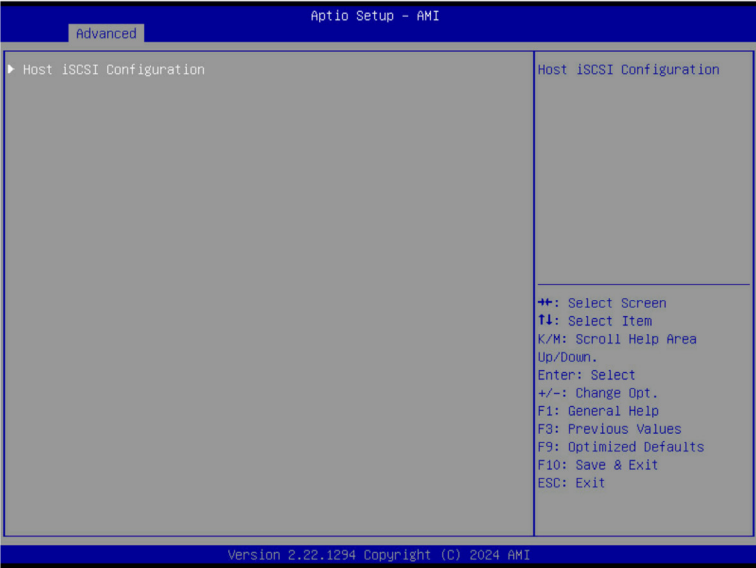 Aptio Setup – AMI
Advanced
▶ Host iSCSI Configuration
Host iSCSI Configuration
→←: Select Screen
↑↓: Select Item
K/M: Scroll Help Area
Up/Down.
Enter: Select
+/-: Change Opt.
F1: General Help
F3: Previous Values
F9: Optimized Defaults
F10: Save & Exit
ESC: Exit
Version 2.22.1294 Copyright (C) 2024 AMI